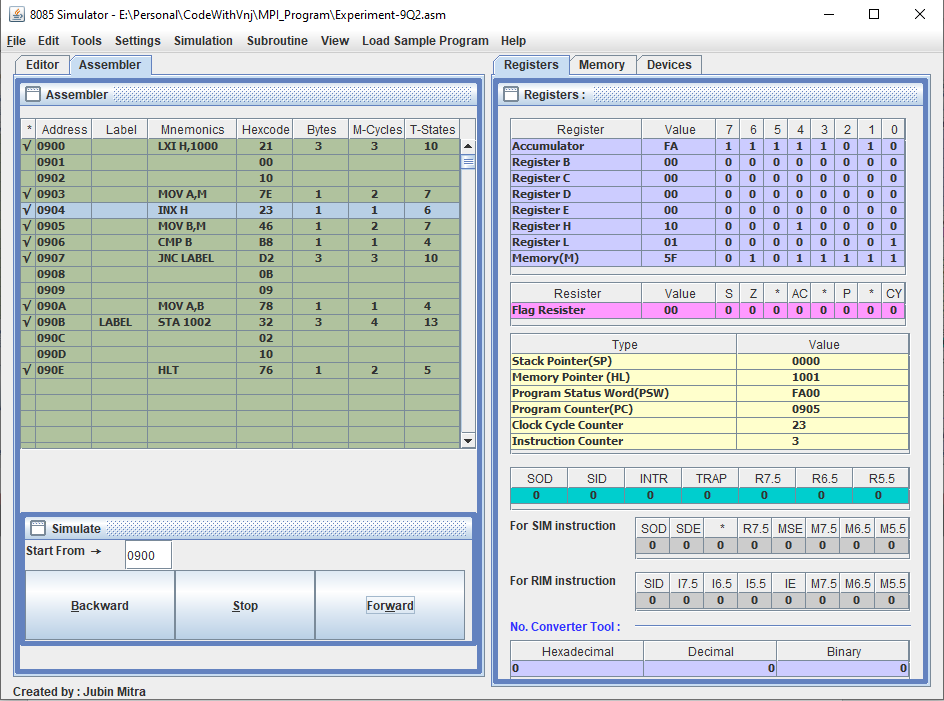 8085 Simulator - E:\Personal\CodeWithVnj\MPI_Program\Experiment-9Q2.asm
File Edit Tools Settings Simulation Subroutine View Load Sample Program Help
Editor Assembler
Assembler
* Address Label Mnemonics Hexcode Bytes M-Cycles T-States
√ 0900 LXI H,1000 21 3 3 10
0901 00
0902 10
√ 0903 MOV A,M 7E 1 2 7
√ 0904 INX H 23 1 1 6
√ 0905 MOV B,M 46 1 2 7
√ 0906 CMP B B8 1 1 4
√ 0907 JNC LABEL D2 3 3 10
0908 0B
0909 09
√ 090A MOV A,B 78 1 1 4
√ 090B LABEL STA 1002 32 3 4 13
090C 02
090D 10
√ 090E HLT 76 1 2 5
Simulate
Start From → 0900
Backward Stop Forward
Created by : Jubin Mitra
Registers Memory Devices
Registers :
Register Value 7 6 5 4 3 2 1 0
Accumulator FA 1 1 1 1 1 0 1 0
Register B 00 0 0 0 0 0 0 0 0
Register C 00 0 0 0 0 0 0 0 0
Register D 00 0 0 0 0 0 0 0 0
Register E 00 0 0 0 0 0 0 0 0
Register H 10 0 0 0 1 0 0 0 0
Register L 01 0 0 0 0 0 0 0 1
Memory(M) 5F 0 1 0 1 1 1 1 1
Resister Value S Z * AC * P * CY
Flag Resister 00 0 0 0 0 0 0 0 0
Type Value
Stack Pointer(SP) 0000
Memory Pointer (HL) 1001
Program Status Word(PSW) FA00
Program Counter(PC) 0905
Clock Cycle Counter 23
Instruction Counter 3
SOD SID INTR TRAP R7.5 R6.5 R5.5
0 0 0 0 0 0 0
For SIM instruction
SOD SDE * R7.5 MSE M7.5 M6.5 M5.5
0 0 0 0 0 0 0 0
For RIM instruction
SID I7.5 I6.5 I5.5 IE M7.5 M6.5 M5.5
0 0 0 0 0 0 0 0
No. Converter Tool :
Hexadecimal Decimal Binary
0 0 0